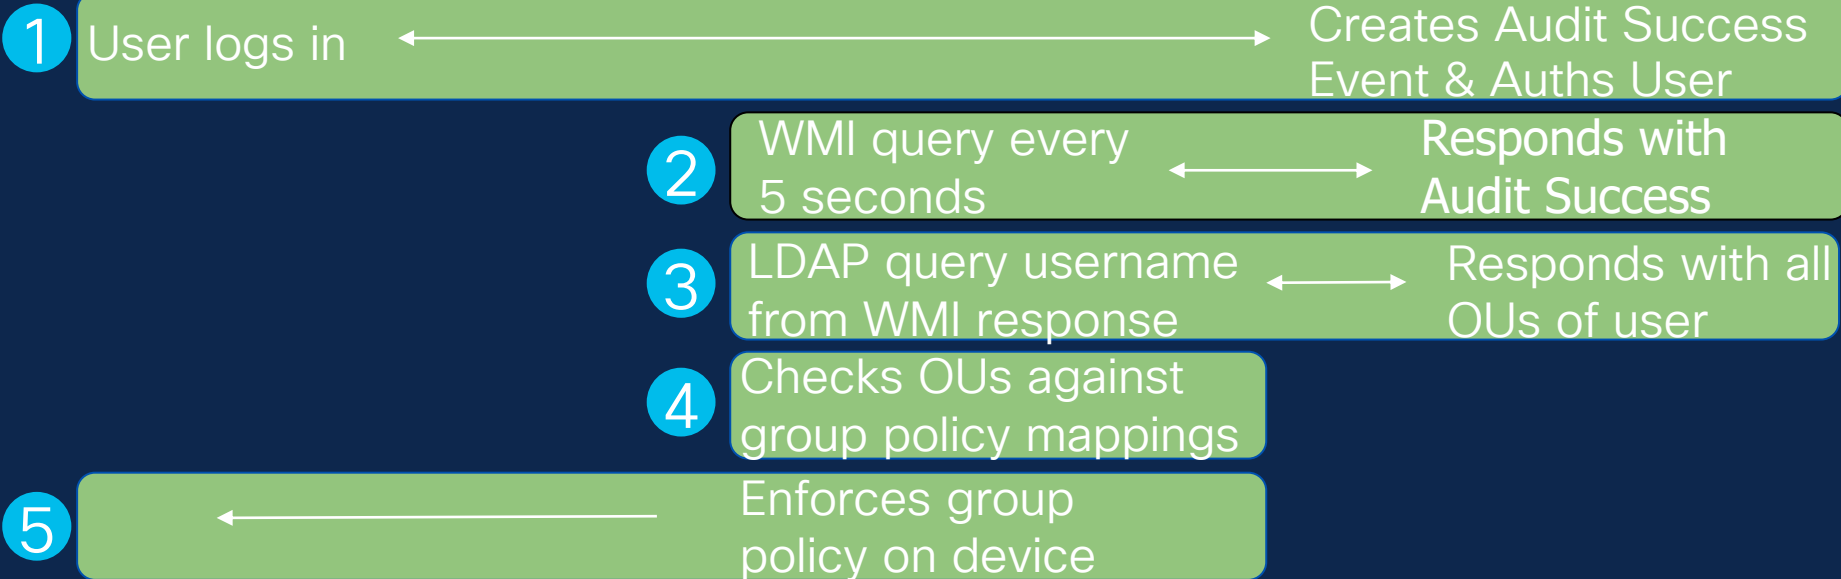 1
User logs in
Creates Audit Success
Event & Auths User
2
WMI query every
5 seconds
Responds with
Audit Success
3
LDAP query username
from WMI response
Responds with all
OUs of user
4
Checks OUs against
group policy mappings
5
Enforces group
policy on device